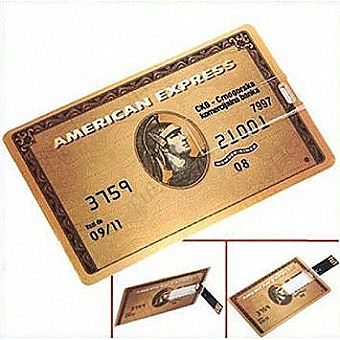 AMERICAN EXPRESS
CKB - Crnogorska
komercijalna banka
7997
3759 21001
08
09/11